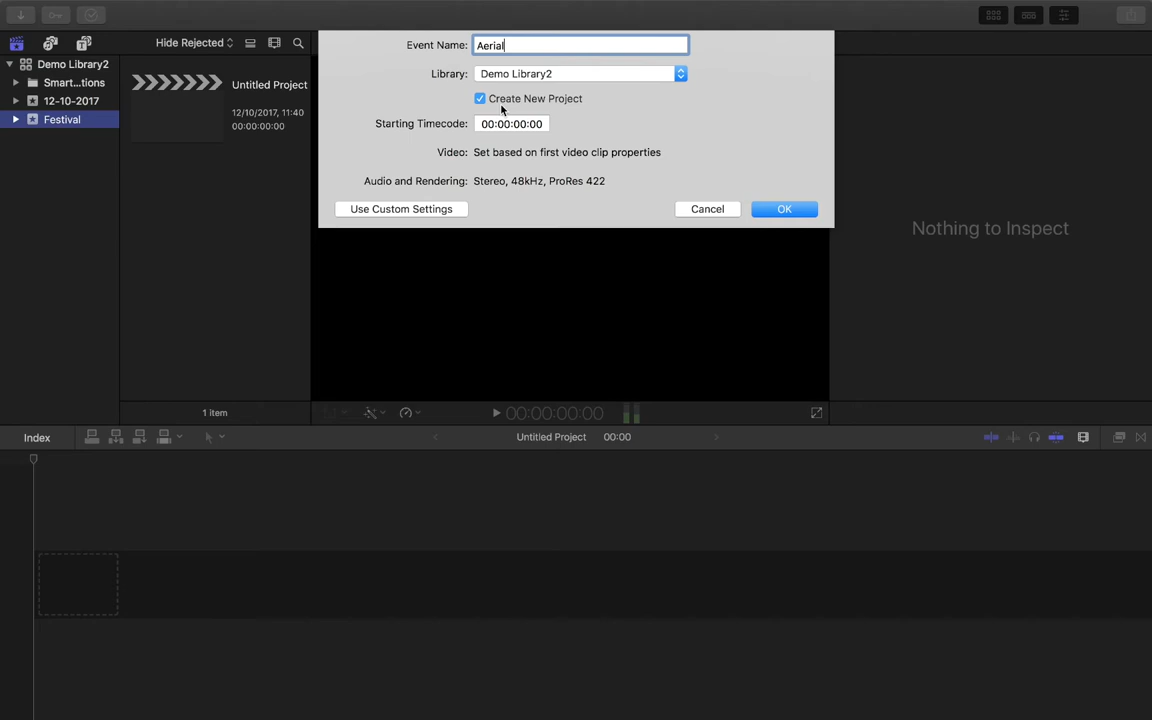 Hide Rejected
Event Name: Aerial
Demo Library2
Library: Demo Library2
Smart...tions
Untitled Project
Create New Project
12-10-2017
12/10/2017, 11:40
Festival
00:00:00:00
Starting Timecode: 00:00:00:00
Video: Set based on first video clip properties
Audio and Rendering: Stereo, 48kHz, ProRes 422
Use Custom Settings
Cancel
OK
Nothing to Inspect
1 item
00:00:00:00
Index
Untitled Project 00:00